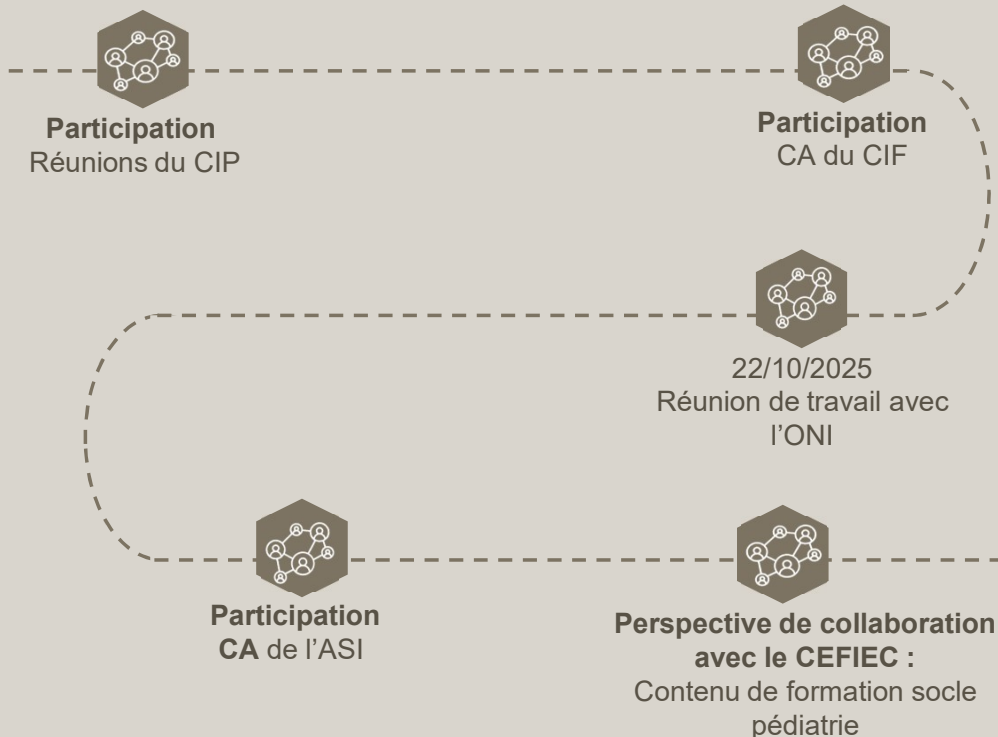 Participation
Réunions du CIP
Participation
CA du CIF
22/10/2025
Réunion de travail avec
l’ONI
Participation
CA de l’ASI
Perspective de collaboration
avec le CEFIEC :
Contenu de formation socle
pédiatrie